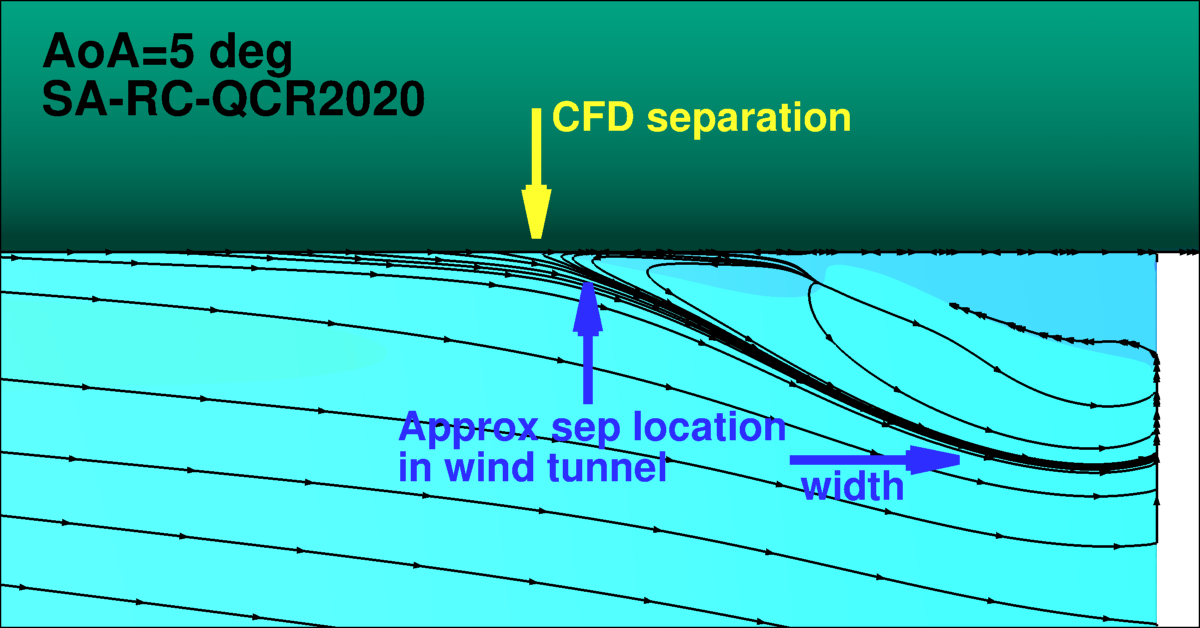 AoA=5 deg
SA-RC-QCR2020
CFD separation
Approx sep location
in wind tunnel
width